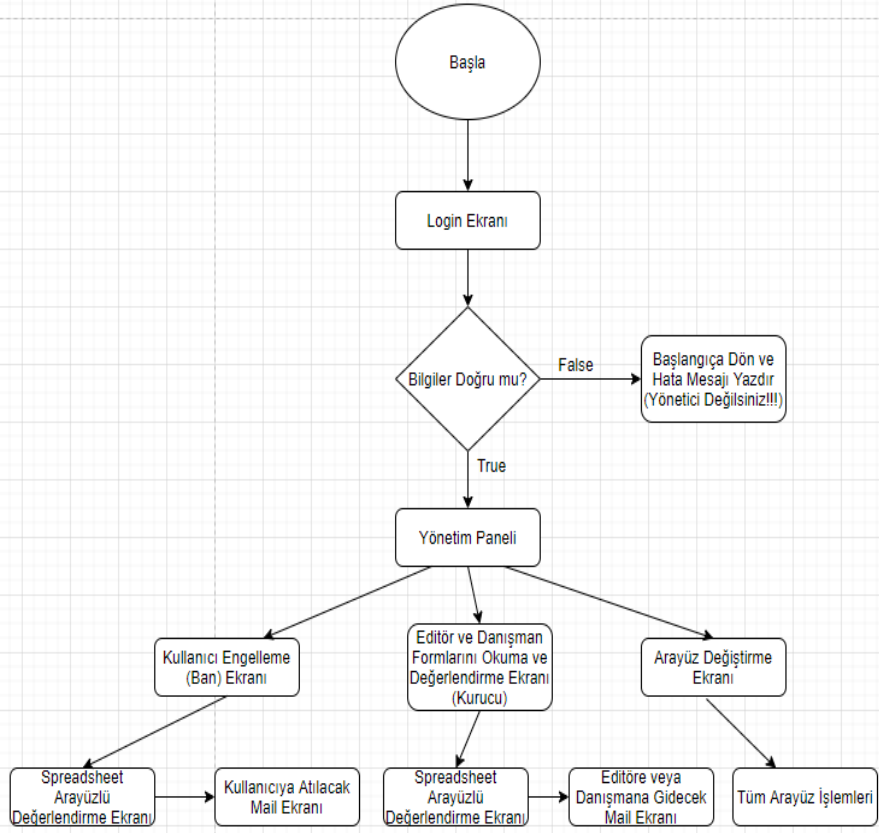 Başla
Login Ekranı
Bilgiler Doğru mu?
False
Başlangıça Dön ve
Hata Mesajı Yazdır
(Yönetici Değilsiniz!!!)
True
Yönetim Paneli
Kullanıcı Engelleme
(Ban) Ekranı
Editör ve Danışman
Formlarını Okuma ve
Değerlendirme Ekranı
(Kurucu)
Arayüz Değiştirme
Ekranı
Spreadsheet
Arayüzlü
Değerlendirme Ekranı
Kullanıcıya Atılacak
Mail Ekranı
Spreadsheet
Arayüzlü
Değerlendirme Ekranı
Editöre veya
Danışmana Gidecek
Mail Ekranı
Tüm Arayüz İşlemleri